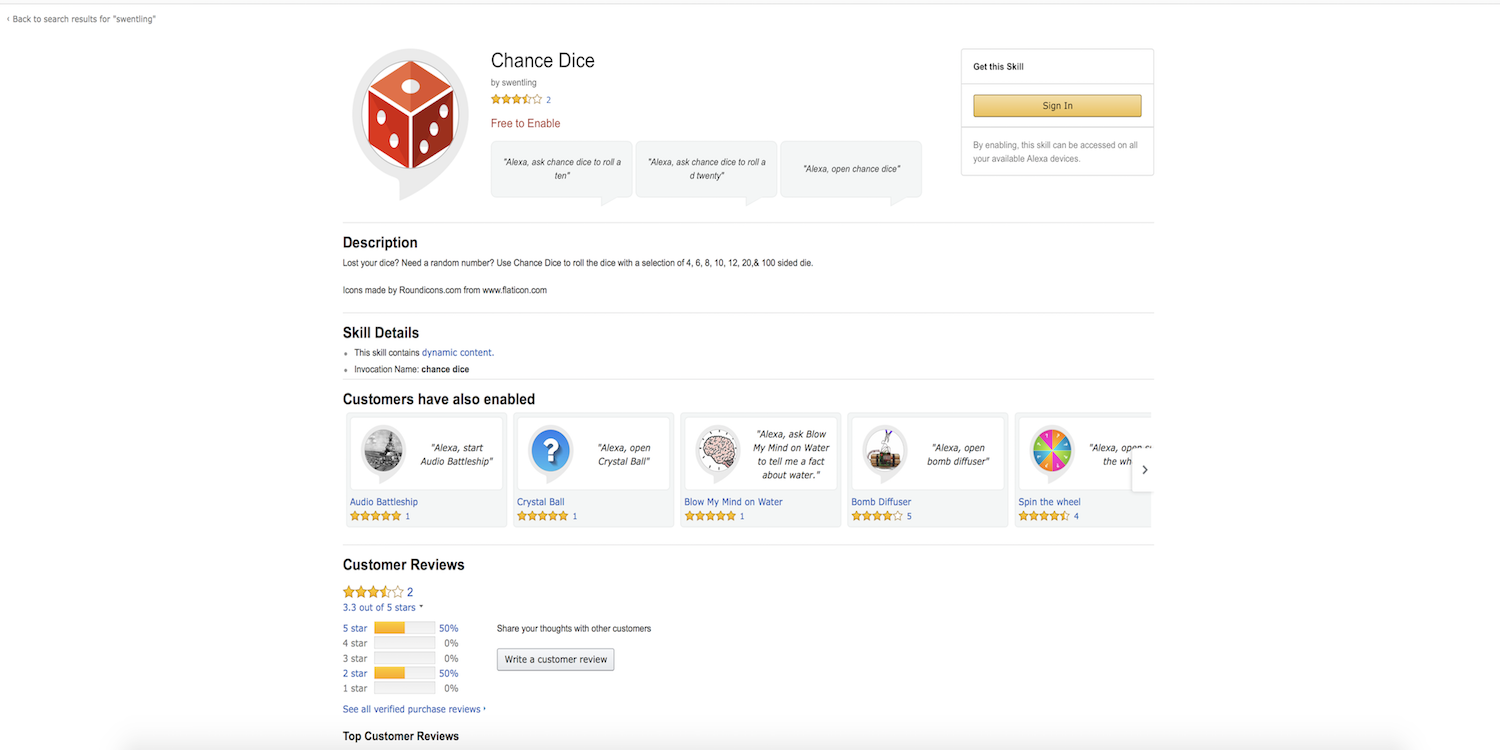 ‹ Back to search results for "swentling"
Chance Dice
by swentling
2
Free to Enable
"Alexa, ask chance dice to roll a
ten"
"Alexa, ask chance dice to roll a
d twenty"
"Alexa, open chance dice"
Get this Skill
Sign In
By enabling, this skill can be accessed on all
your available Alexa devices.
Description
Lost your dice? Need a random number? Use Chance Dice to roll the dice with a selection of 4, 6, 8, 10, 12, 20,& 100 sided die.
Icons made by Roundicons.com from www.flaticon.com
Skill Details
• This skill contains dynamic content.
• Invocation Name: chance dice
Customers have also enabled
"Alexa, start
Audio Battleship"
Audio Battleship
1
?
"Alexa, open
Crystal Ball"
Crystal Ball
1
"Alexa, ask Blow
My Mind on Water
to tell me a fact
about water."
Blow My Mind on Water
1
"Alexa, open
bomb diffuser"
Bomb Diffuser
5
"Alexa, open
the
Spin the wheel
4
Customer Reviews
2
3.3 out of 5 stars
5 star 50%
4 star 0%
3 star 0%
2 star 50%
1 star 0%
See all verified purchase reviews ›
Share your thoughts with other customers
Write a customer review
Top Customer Reviews